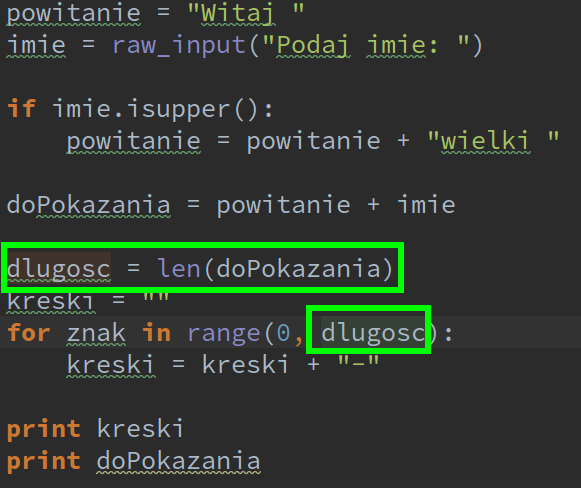 powitanie = "Witaj "
imie = raw_input("Podaj imie: ")
if imie.isupper():
    powitanie = powitanie + "wielki "
doPokazania = powitanie + imie
dlugosc = len(doPokazania)
kreski = ""
for znak in range(0, dlugosc):
    kreski = kreski + "-"
print kreski
print doPokazania